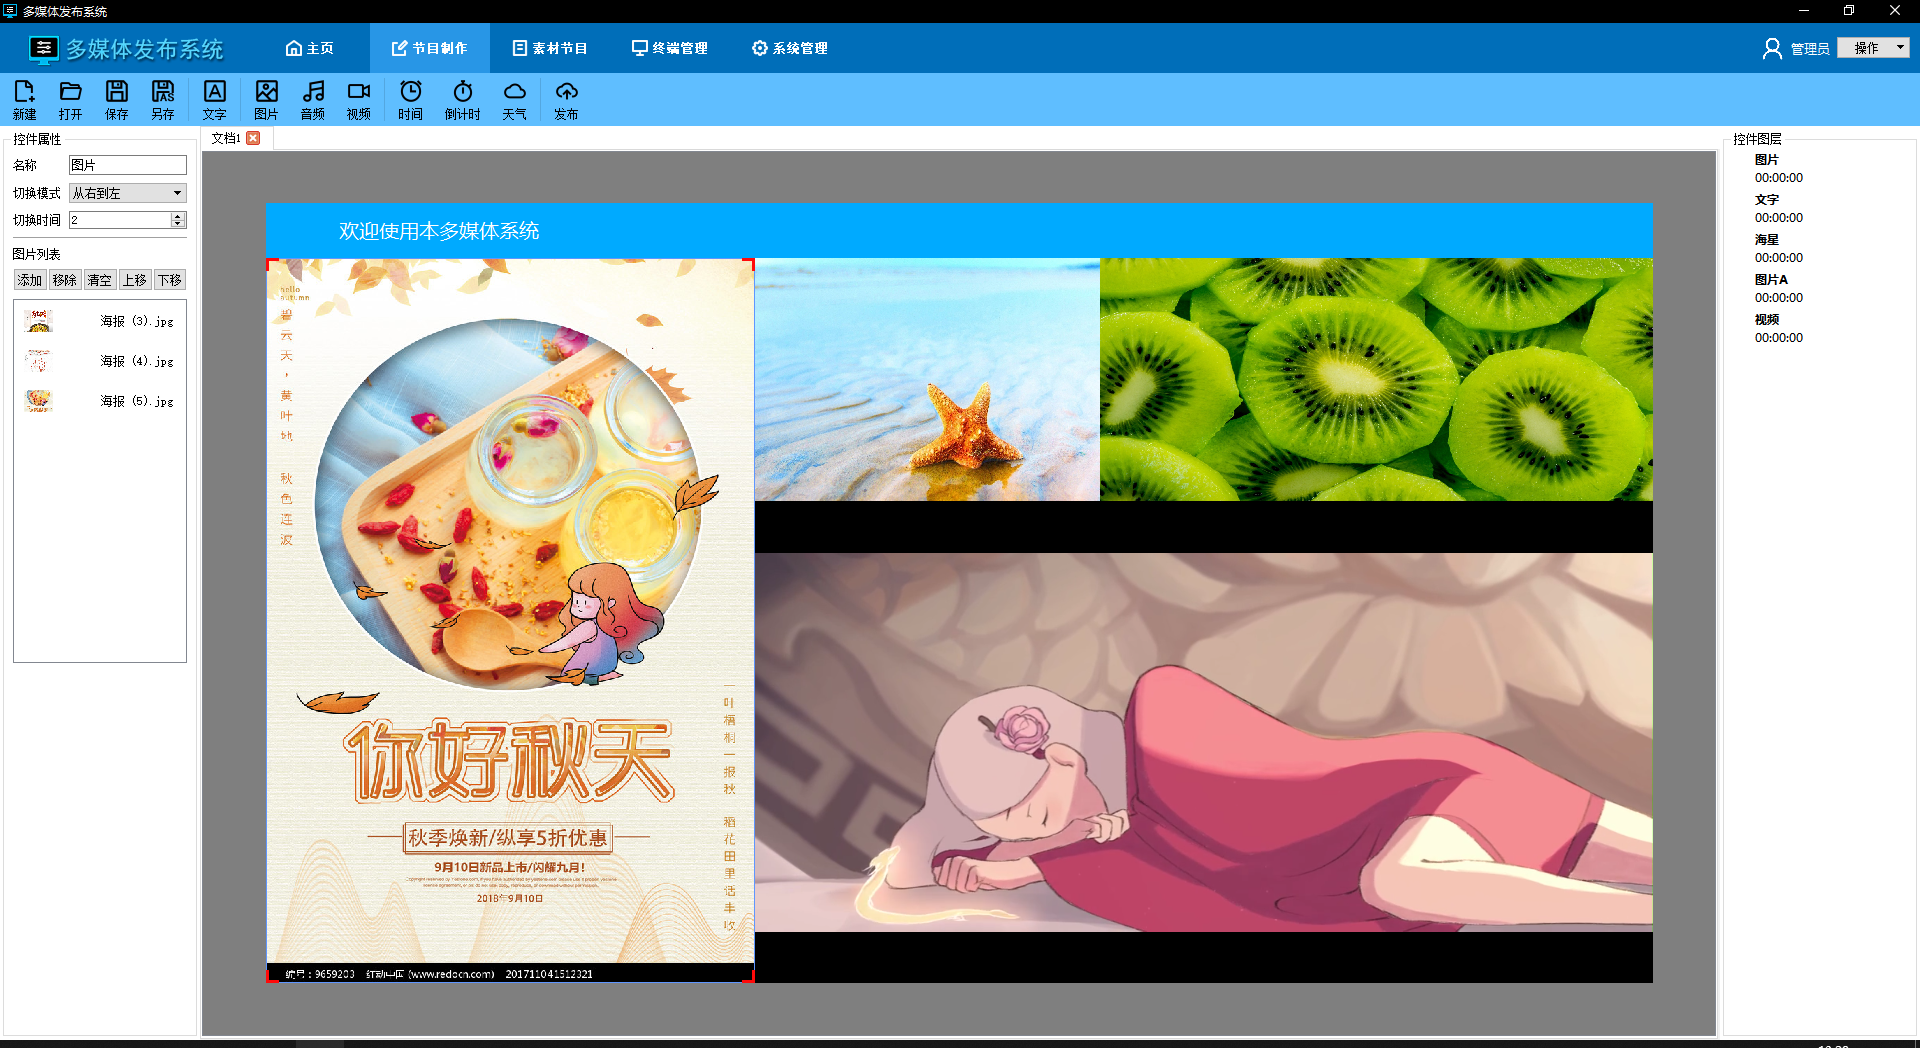 多媒体发布系统
多媒体发布系统
主页
节目制作
素材节目
终端管理
系统管理
管理员
操作
新建
打开
保存
另存
文字
图片
音频
视频
时间
倒计时
天气
发布
控件属性
名称
图片
切换模式
从右到左
切换时间
2
图片列表
添加
移除
清空
上移
下移
海报 (3).jpg
海报 (4).jpg
海报 (5).jpg
文档1
欢迎使用本多媒体系统
hello
autumn
碧云天，黄叶地
秋色连波
你好秋天
秋季焕新/纵享5折优惠
9月10日新品上市/闪耀九月!
2018年9月10日
一叶梧桐一报秋
稻花田里话丰收
编号：9659203 红动中国 (www.redocn.com) 201711041512321
控件图层
图片
00:00:00
文字
00:00:00
海星
00:00:00
图片A
00:00:00
视频
00:00:00